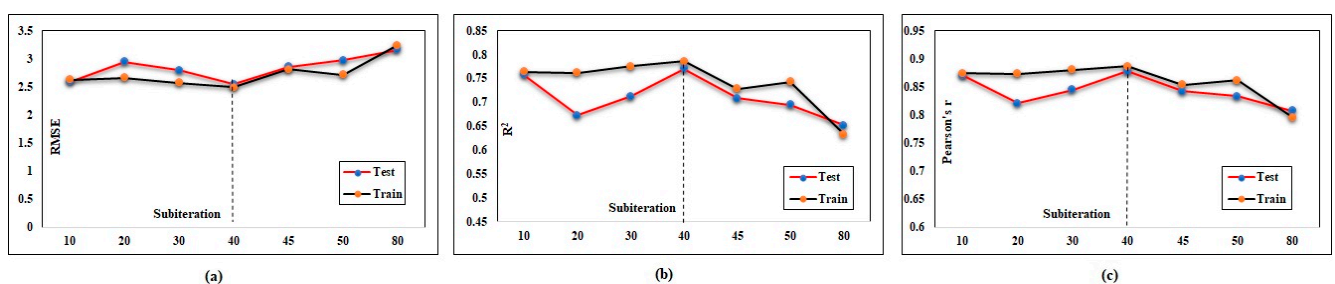 3.5
3
2.5
2
1.5
1
0.5
0
RMSE
Subiteration
Test
Train
10 20 30 40 45 50 80
(a)
0.85
0.8
0.75
0.7
0.65
0.6
0.55
0.5
0.45
R²
Subiteration
Test
Train
10 20 30 40 45 50 80
(b)
0.95
0.9
0.85
0.8
0.75
0.7
0.65
0.6
Pearson's r
Subiteration
Test
Train
10 20 30 40 45 50 80
(c)